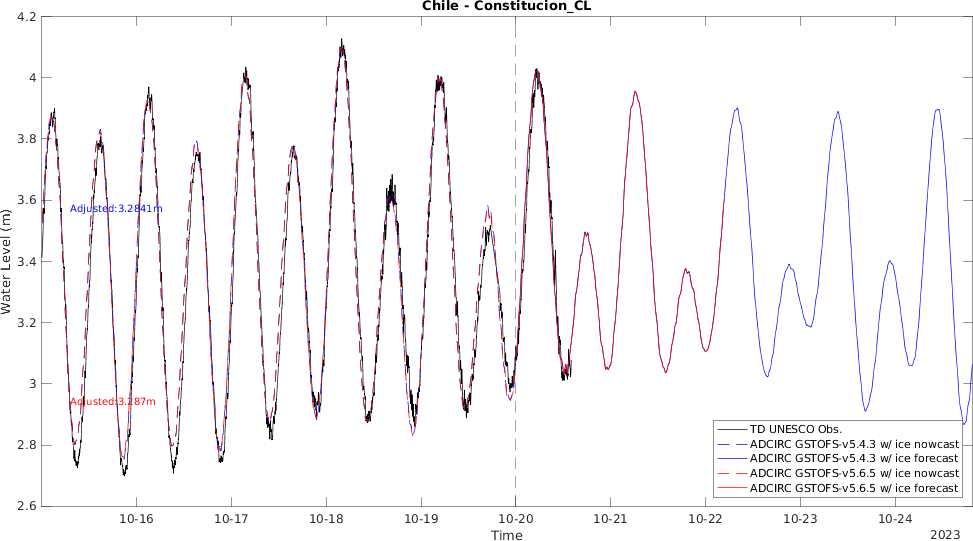 Chile - Constitucion_CL
4.2
4
3.8
3.6
3.4
3.2
3
2.8
2.6
Water Level (m)
Adjusted:3.2841m
Adjusted:3.287m
TD UNESCO Obs.
ADCIRC GSTOFS-v5.4.3 w/ ice nowcast
ADCIRC GSTOFS-v5.4.3 w/ ice forecast
ADCIRC GSTOFS-v5.6.5 w/ ice nowcast
ADCIRC GSTOFS-v5.6.5 w/ ice forecast
10-16 10-17 10-18 10-19 10-20 10-21 10-22 10-23 10-24
Time
2023